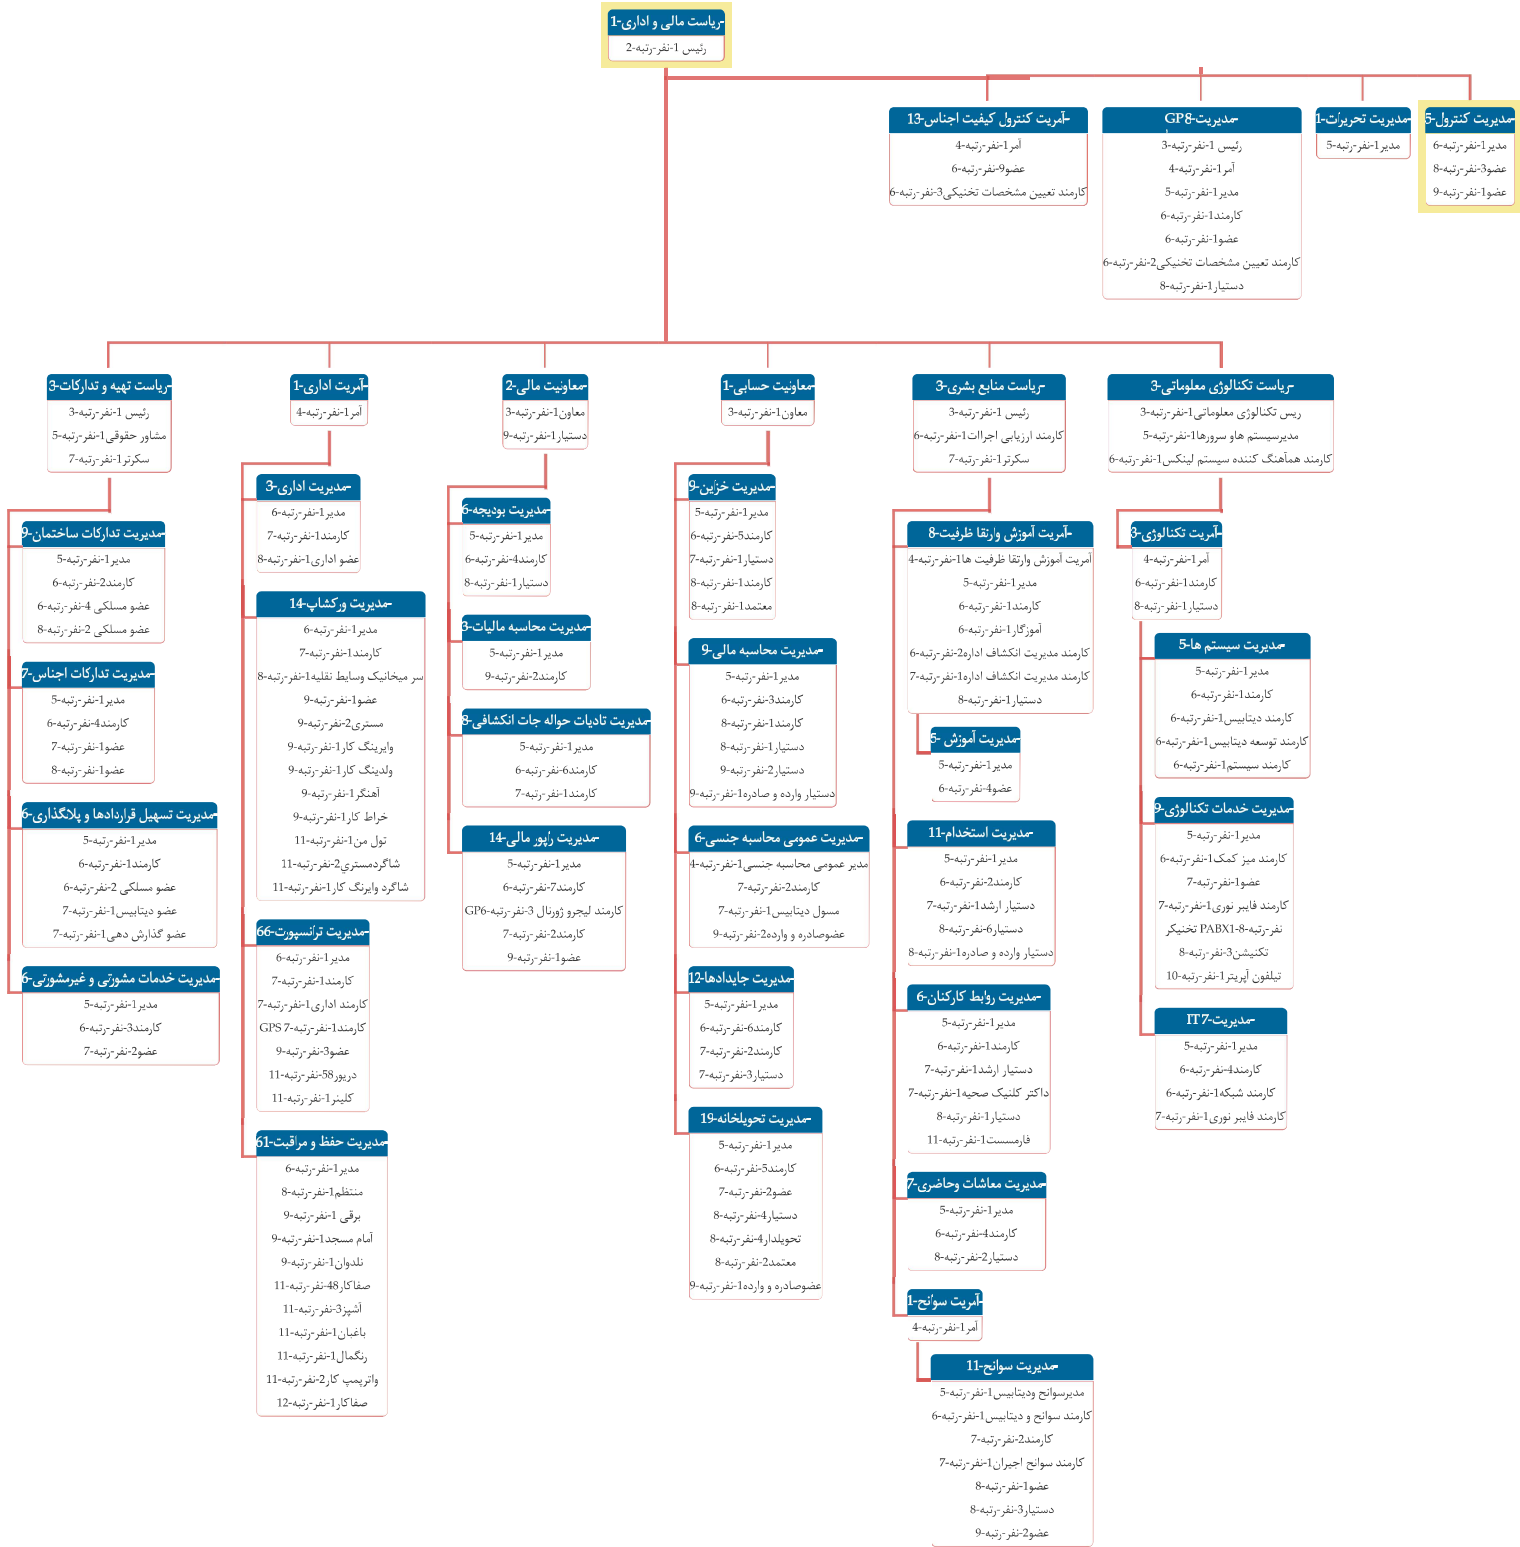 -ریاست مالی و اداری-1
رئیس 1-نفر-رتبه-2
-مدیریت کنترول-5
مدیر1-نفر-رتبه-6
عضو3-نفر-رتبه-8
عضو1-نفر-رتبه-9
-مدیریت تحریرات-1
مدیر1-نفر-رتبه-5
-مدیریت-GP8
رئیس 1-نفر-رتبه-3
آمر1-نفر-رتبه-4
مدیر1-نفر-رتبه-5
کارمند1-نفر-رتبه-6
عضو1-نفر-رتبه-6
کارمند تعیین مشخصات تخنیکی2-نفر-رتبه-6
دستیار1-نفر-رتبه-8
-آمریت کنترول کیفیت اجناس-13
آمر1-نفر-رتبه-4
عضو9-نفر-رتبه-6
کارمند تعیین مشخصات تخنیکی3-نفر-رتبه-6
-ریاست تکنالوژی معلوماتی-3
ریس تکنالوژی معلوماتی1-نفر-رتبه-3
مدیرسیستم هاو سرورها1-نفر-رتبه-5
کارمند همآهنگ کننده سیستم لینکس1-نفر-رتبه-6
-آمریت تکنالوژی-3
آمر1-نفر-رتبه-4
کارمند1-نفر-رتبه-6
دستیار1-نفر-رتبه-8
-مدیریت سیستم ها-5
مدیر1-نفر-رتبه-5
کارمند1-نفر-رتبه-6
کارمند دیتابیس1-نفر-رتبه-6
کارمند توسعه دیتابیس1-نفر-رتبه-6
کارمند سیستم1-نفر-رتبه-6
-مدیریت خدمات تکنالوژی-9
مدیر1-نفر-رتبه-5
کارمند میز کمک1-نفر-رتبه-6
عضو1-نفر-رتبه-7
کارمند فایبر نوری1-نفر-رتبه-7
نفر-رتبه-8-PABX1 تخنیکر
تکنیشن3-نفر-رتبه-8
تیلفون آپریتر1-نفر-رتبه-10
-مدیریت-IT7
مدیر1-نفر-رتبه-5
کارمند4-نفر-رتبه-6
کارمند شبکه1-نفر-رتبه-6
کارمند فایبر نوری1-نفر-رتبه-7
-ریاست منابع بشری-3
رئیس 1-نفر-رتبه-3
کارمند ارزیابی اجراات1-نفر-رتبه-6
سکرتر1-نفر-رتبه-7
-آمریت آموزش وارتقا ظرفیت-8
آمریت آموزش وارتقا ظرفیت ها1-نفر-رتبه-4
مدیر1-نفر-رتبه-5
کارمند1-نفر-رتبه-6
آموزگار1-نفر-رتبه-6
کارمند مدیریت انکشاف اداره2-نفر-رتبه-6
کارمند مدیریت انکشاف اداره1-نفر-رتبه-7
دستیار1-نفر-رتبه-8
-مدیریت آموزش -5
مدیر1-نفر-رتبه-5
عضو4-نفر-رتبه-6
-مدیریت استخدام-11
مدیر1-نفر-رتبه-5
کارمند2-نفر-رتبه-6
دستیار ارشد1-نفر-رتبه-7
دستیار6-نفر-رتبه-8
دستیار وارده و صادره1-نفر-رتبه-8
-مدیریت روابط کارکنان-6
مدیر1-نفر-رتبه-5
کارمند1-نفر-رتبه-6
دستیار ارشد1-نفر-رتبه-7
داکتر کلنیک صحیه1-نفر-رتبه-7
دستیار1-نفر-رتبه-8
فارمسست1-نفر-رتبه-11
-مدیریت معاشات وحاضری-7
مدیر1-نفر-رتبه-5
کارمند4-نفر-رتبه-6
دستیار2-نفر-رتبه-8
-آمریت سوانح-1
آمر1-نفر-رتبه-4
-مدیریت سوانح-11
مدیرسوانح ودیتابیس1-نفر-رتبه-5
کارمند سوانح و دیتابیس1-نفر-رتبه-6
کارمند2-نفر-رتبه-7
کارمند سوانح اجیران1-نفر-رتبه-7
عضو1-نفر-رتبه-8
دستیار3-نفر-رتبه-8
عضو2-نفر-رتبه-9
-معاونیت حسابی-1
معاون1-نفر-رتبه-3
-مدیریت خزاین-9
مدیر1-نفر-رتبه-5
کارمند5-نفر-رتبه-6
دستیار1-نفر-رتبه-7
کارمند1-نفر-رتبه-8
معتمد1-نفر-رتبه-8
-مدیریت محاسبه مالی-9
مدیر1-نفر-رتبه-5
کارمند3-نفر-رتبه-6
کارمند1-نفر-رتبه-8
دستیار1-نفر-رتبه-8
دستیار2-نفر-رتبه-9
دستیار وارده و صادره1-نفر-رتبه-9
-مدیریت عمومی محاسبه جنسی-6
مدیر عمومی محاسبه جنسی1-نفر-رتبه-4
کارمند2-نفر-رتبه-7
مسول دیتابیس1-نفر-رتبه-7
عضوصادره و وارده2-نفر-رتبه-9
-مدیریت جایدادها-12
مدیر1-نفر-رتبه-5
کارمند6-نفر-رتبه-6
کارمند2-نفر-رتبه-7
دستیار3-نفر-رتبه-7
-مدیریت تحویلخانه-19
مدیر1-نفر-رتبه-5
کارمند5-نفر-رتبه-6
عضو2-نفر-رتبه-7
دستیار4-نفر-رتبه-8
تحویلدار4-نفر-رتبه-8
معتمد2-نفر-رتبه-8
عضوصادره و وارده1-نفر-رتبه-9
-معاونیت مالی-2
معاون1-نفر-رتبه-3
دستیار1-نفر-رتبه-9
-مدیریت بودیجه-6
مدیر1-نفر-رتبه-5
کارمند4-نفر-رتبه-6
دستیار1-نفر-رتبه-8
-مدیریت محاسبه مالیات-3
مدیر1-نفر-رتبه-5
کارمند2-نفر-رتبه-9
-مدیریت تادیات حواله جات انکشافی-8
مدیر1-نفر-رتبه-5
کارمند6-نفر-رتبه-6
کارمند1-نفر-رتبه-7
-مدیریت راپور مالی-14
مدیر1-نفر-رتبه-5
کارمند7-نفر-رتبه-6
کارمند لیجرو ژورنال 3-نفر-رتبه-GP6
کارمند2-نفر-رتبه-7
عضو1-نفر-رتبه-9
-آمریت اداری-1
آمر1-نفر-رتبه-4
-مدیریت اداری-3
مدیر1-نفر-رتبه-6
کارمند1-نفر-رتبه-7
عضو اداری1-نفر-رتبه-8
-مدیریت ورکشاپ-14
مدیر1-نفر-رتبه-6
کارمند1-نفر-رتبه-7
سر میخانیک وسایط نقلیه1-نفر-رتبه-8
عضو1-نفر-رتبه-9
مستری2-نفر-رتبه-9
وایرینگ کار1-نفر-رتبه-9
ولدینگ کار1-نفر-رتبه-9
آهنگر1-نفر-رتبه-9
خراط کار1-نفر-رتبه-9
تول من1-نفر-رتبه-11
شاگردمستري2-نفر-رتبه-11
شاگرد وایرنگ کار1-نفر-رتبه-11
-مدیریت ترانسپورت-66
مدیر1-نفر-رتبه-6
کارمند1-نفر-رتبه-7
کارمند اداری1-نفر-رتبه-7
کارمند1-نفر-رتبه-7 GPS
عضو3-نفر-رتبه-9
دریور58-نفر-رتبه-11
کلینر1-نفر-رتبه-11
-مدیریت حفظ و مراقبت-61
مدیر1-نفر-رتبه-6
منتظم1-نفر-رتبه-8
برقی 1-نفر-رتبه-9
آمام مسجد1-نفر-رتبه-9
نلدوان1-نفر-رتبه-9
صفاکار48-نفر-رتبه-11
آشپز3-نفر-رتبه-11
باغبان1-نفر-رتبه-11
رنگمال1-نفر-رتبه-11
واترپمپ کار2-نفر-رتبه-11
صفاکار1-نفر-رتبه-12
-ریاست تهیه و تدارکات-3
رئیس 1-نفر-رتبه-3
مشاور حقوقی1-نفر-رتبه-5
سکرتر1-نفر-رتبه-7
-مدیریت تدارکات ساختمان-9
مدیر1-نفر-رتبه-5
کارمند2-نفر-رتبه-6
عضو مسلکی 4-نفر-رتبه-6
عضو مسلکی 2-نفر-رتبه-8
-مدیریت تدارکات اجناس-7
مدیر1-نفر-رتبه-5
کارمند4-نفر-رتبه-6
عضو1-نفر-رتبه-7
عضو1-نفر-رتبه-8
-مدیریت تسهیل قراردادها و پلانگذاری-6
مدیر1-نفر-رتبه-5
کارمند1-نفر-رتبه-6
عضو مسلکی 2-نفر-رتبه-6
عضو دیتابیس1-نفر-رتبه-7
عضو گذارش دهی1-نفر-رتبه-7
-مدیریت خدمات مشورتی و غیرمشورتی-6
مدیر1-نفر-رتبه-5
کارمند3-نفر-رتبه-6
عضو2-نفر-رتبه-7